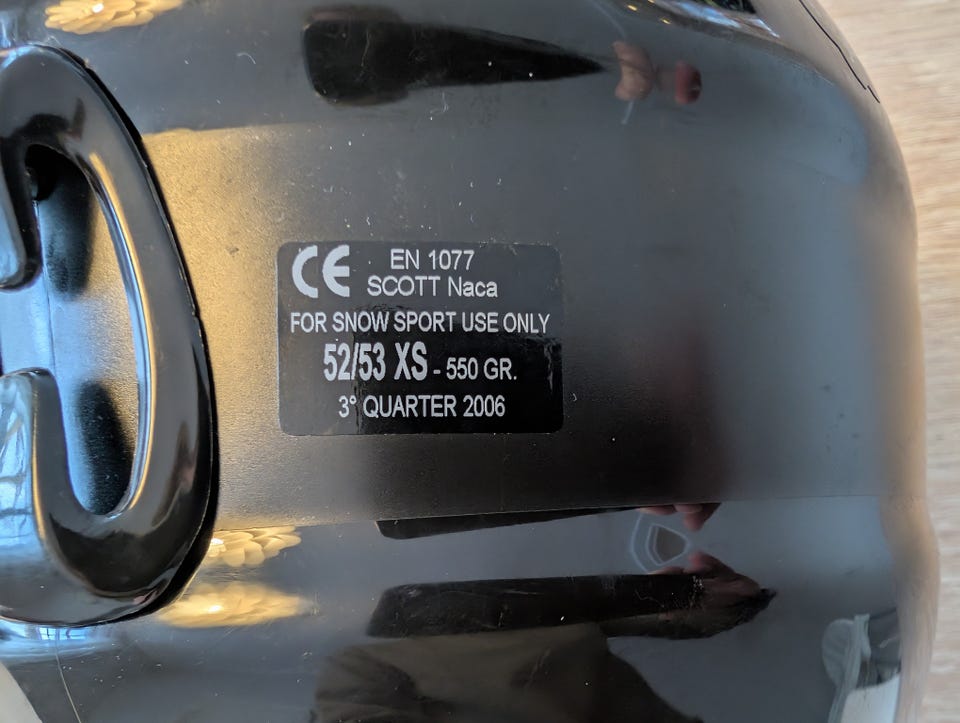 CE EN 1077
SCOTT Naca
FOR SNOW SPORT USE ONLY
52/53 XS - 550 GR.
3° QUARTER 2006